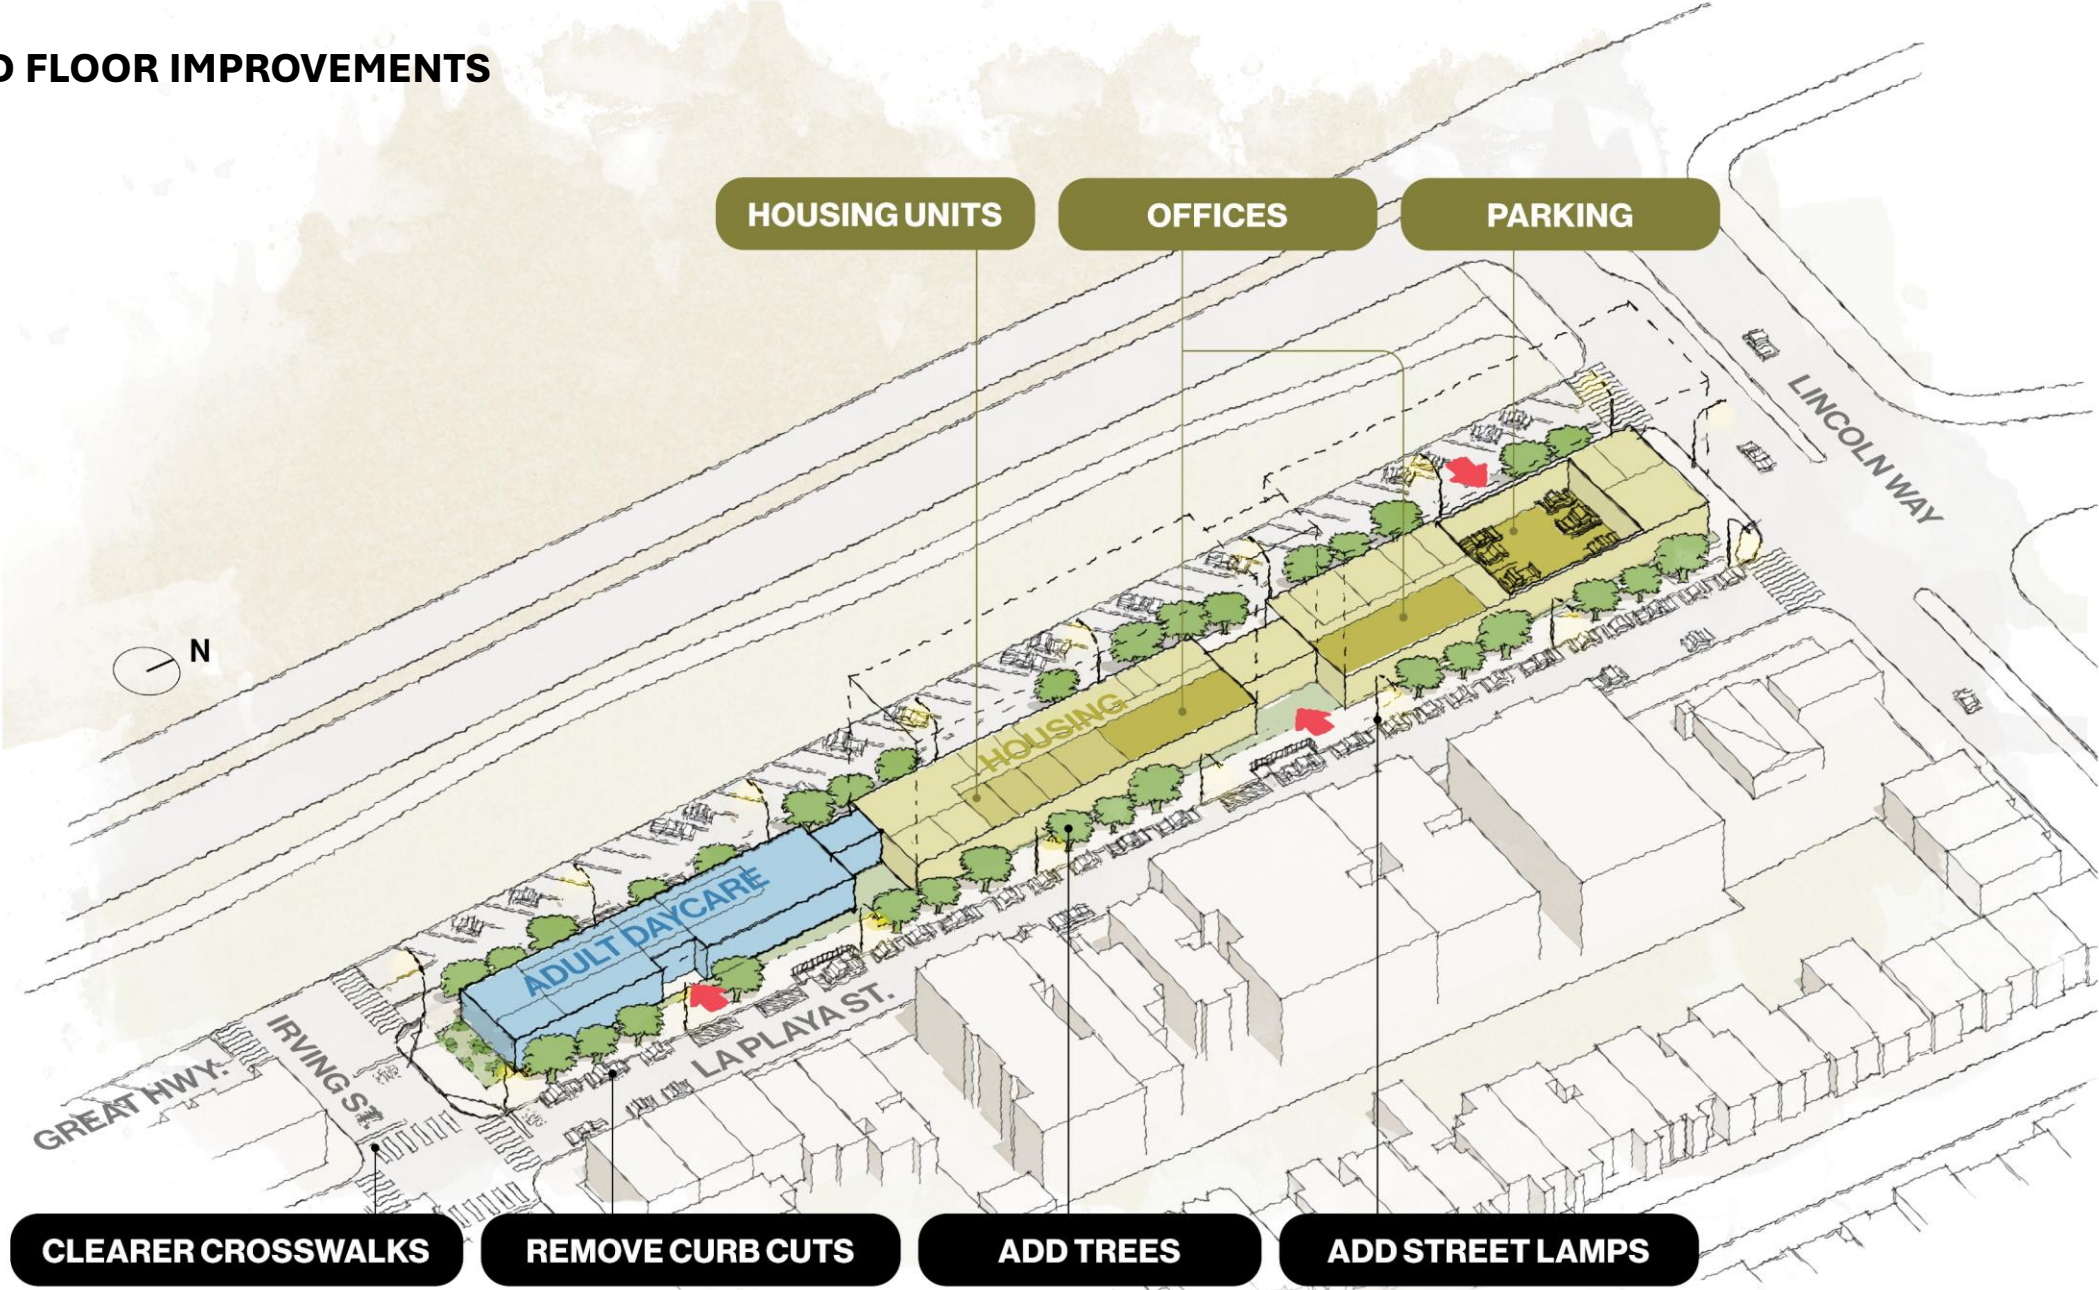 D FLOOR IMPROVEMENTS
HOUSING UNITS
OFFICES
PARKING
LINCOLN WAY
N
HOUSING
ADULT DAYCARE
LA PLAYA ST.
IRVING ST.
GREAT HWY.
CLEARER CROSSWALKS
REMOVE CURB CUTS
ADD TREES
ADD STREET LAMPS